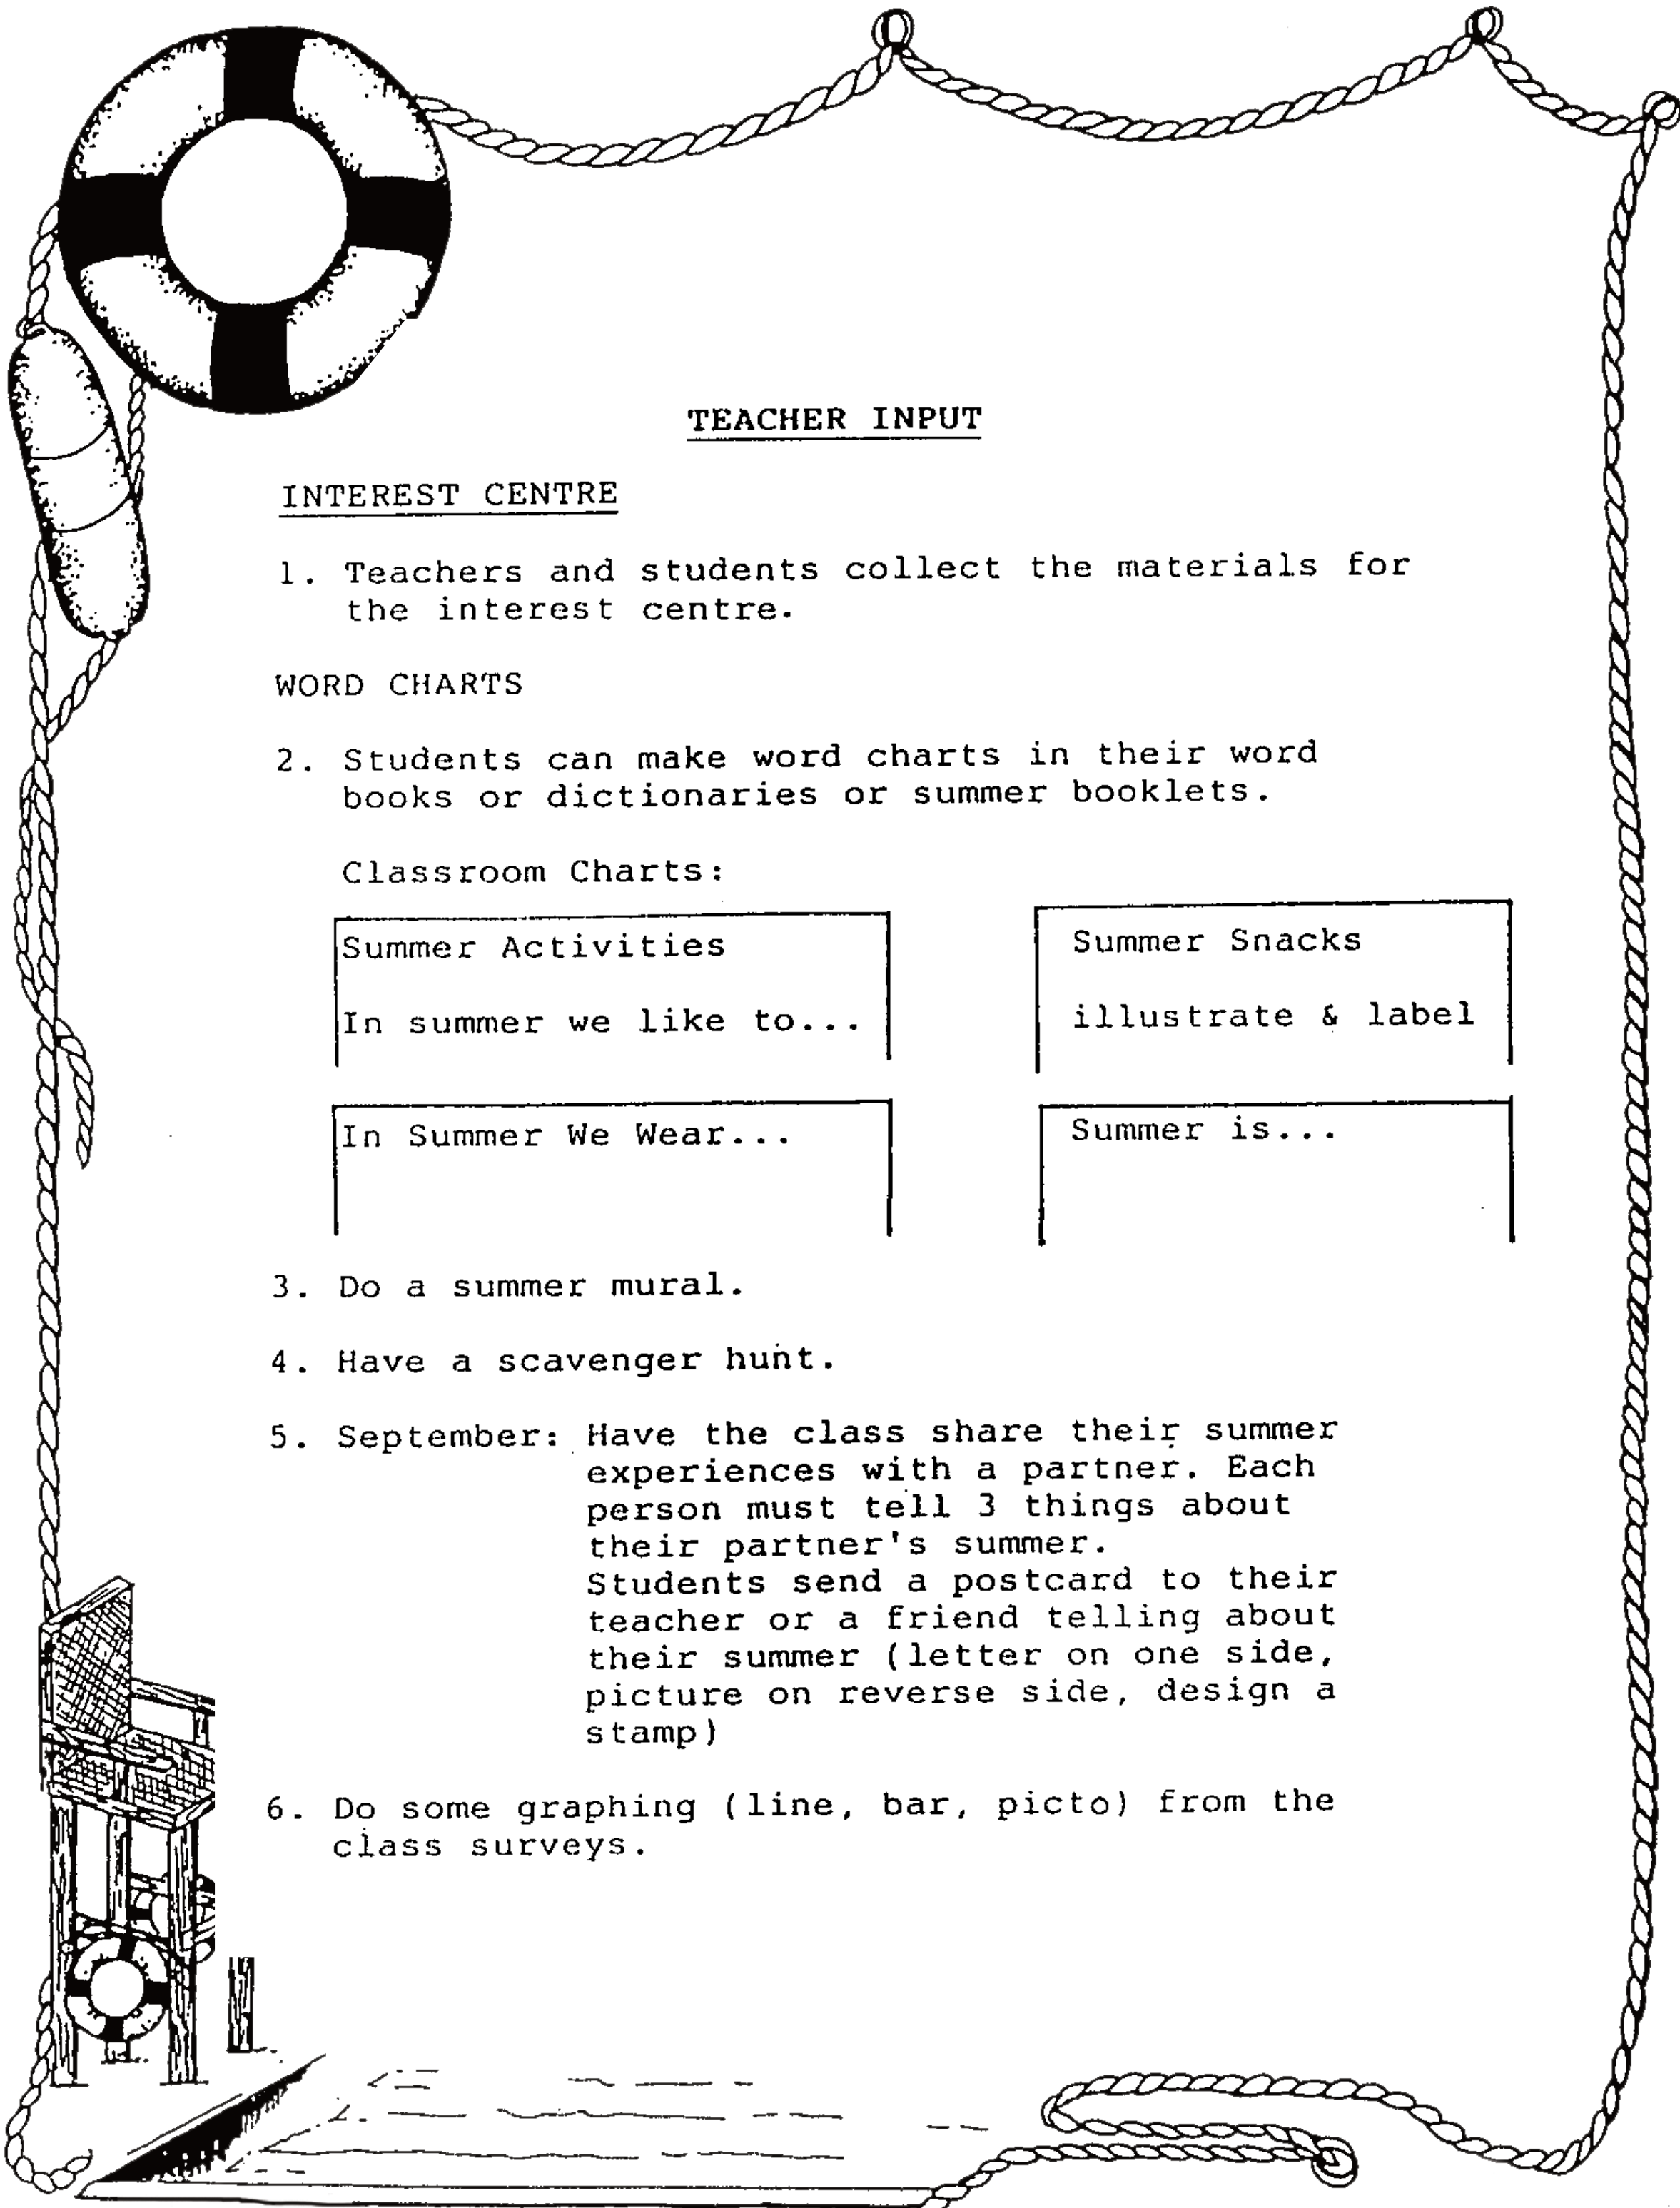 TEACHER INPUT
INTEREST CENTRE
1. Teachers and students collect the materials for
the interest centre.
WORD CHARTS
2. Students can make word charts in their word
books or dictionaries or summer booklets.
Classroom Charts:
Summer Activities
In summer we like to...
Summer Snacks
illustrate & label
In Summer We Wear...
Summer is...
3. Do a summer mural.
4. Have a scavenger hunt.
5. September: Have the class share their summer
experiences with a partner. Each
person must tell 3 things about
their partner's summer.
Students send a postcard to their
teacher or a friend telling about
their summer (letter on one side,
picture on reverse side, design a
stamp)
6. Do some graphing (line, bar, picto) from the
class surveys.